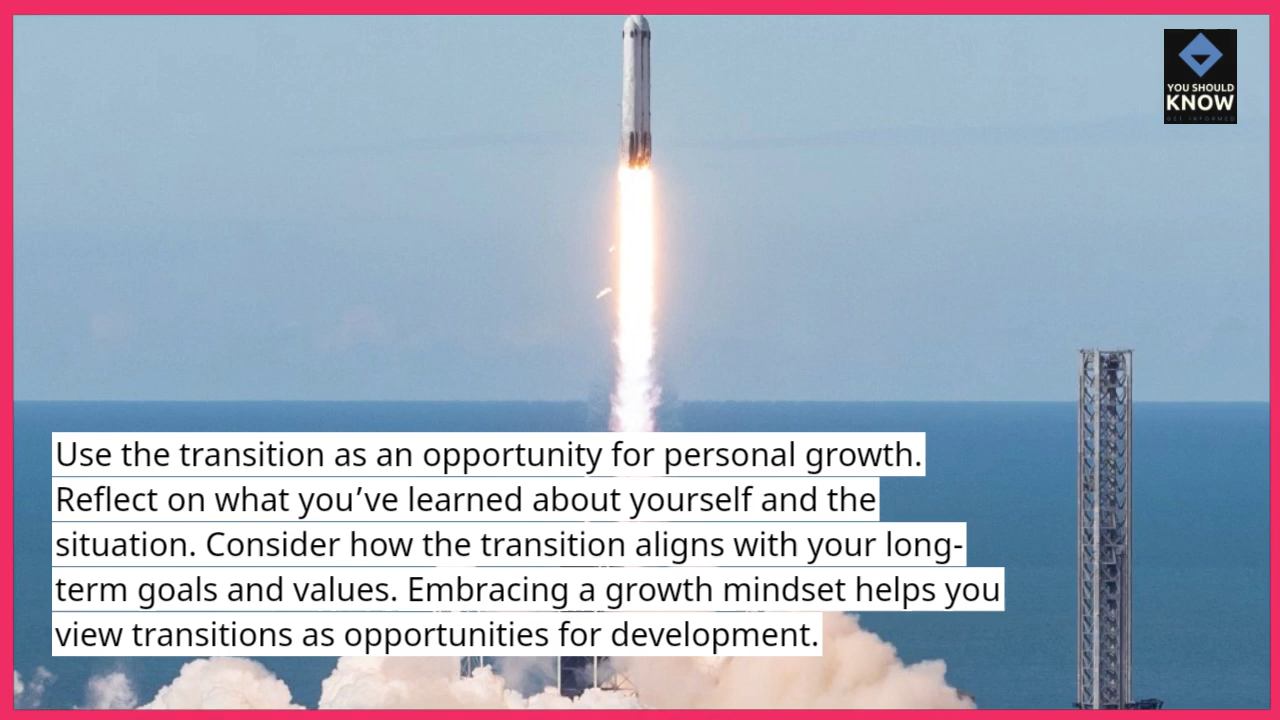 YOU SHOULD
KNOW
GET INFORMED
Use the transition as an opportunity for personal growth.
Reflect on what you’ve learned about yourself and the
situation. Consider how the transition aligns with your long-
term goals and values. Embracing a growth mindset helps you
view transitions as opportunities for development.